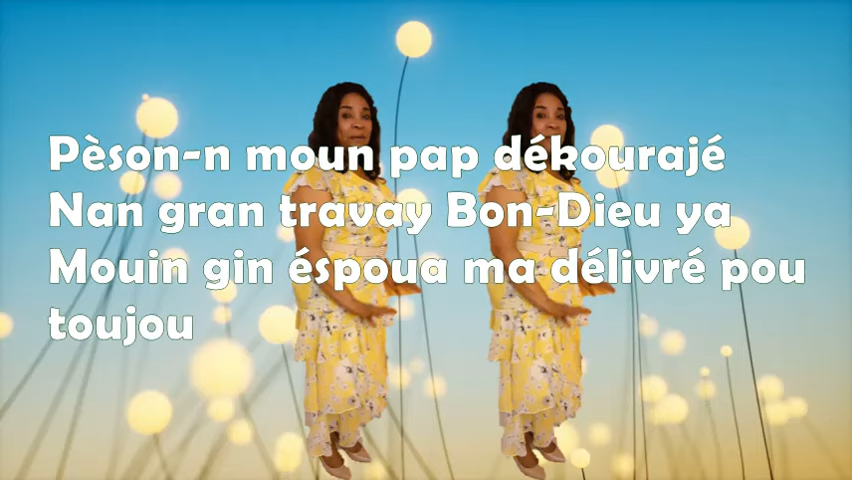 Pèson-n moun pap dékourajé
Nan gran travay Bon-Dieu ya
Mouin gin éspoua ma délivré pou
toujou